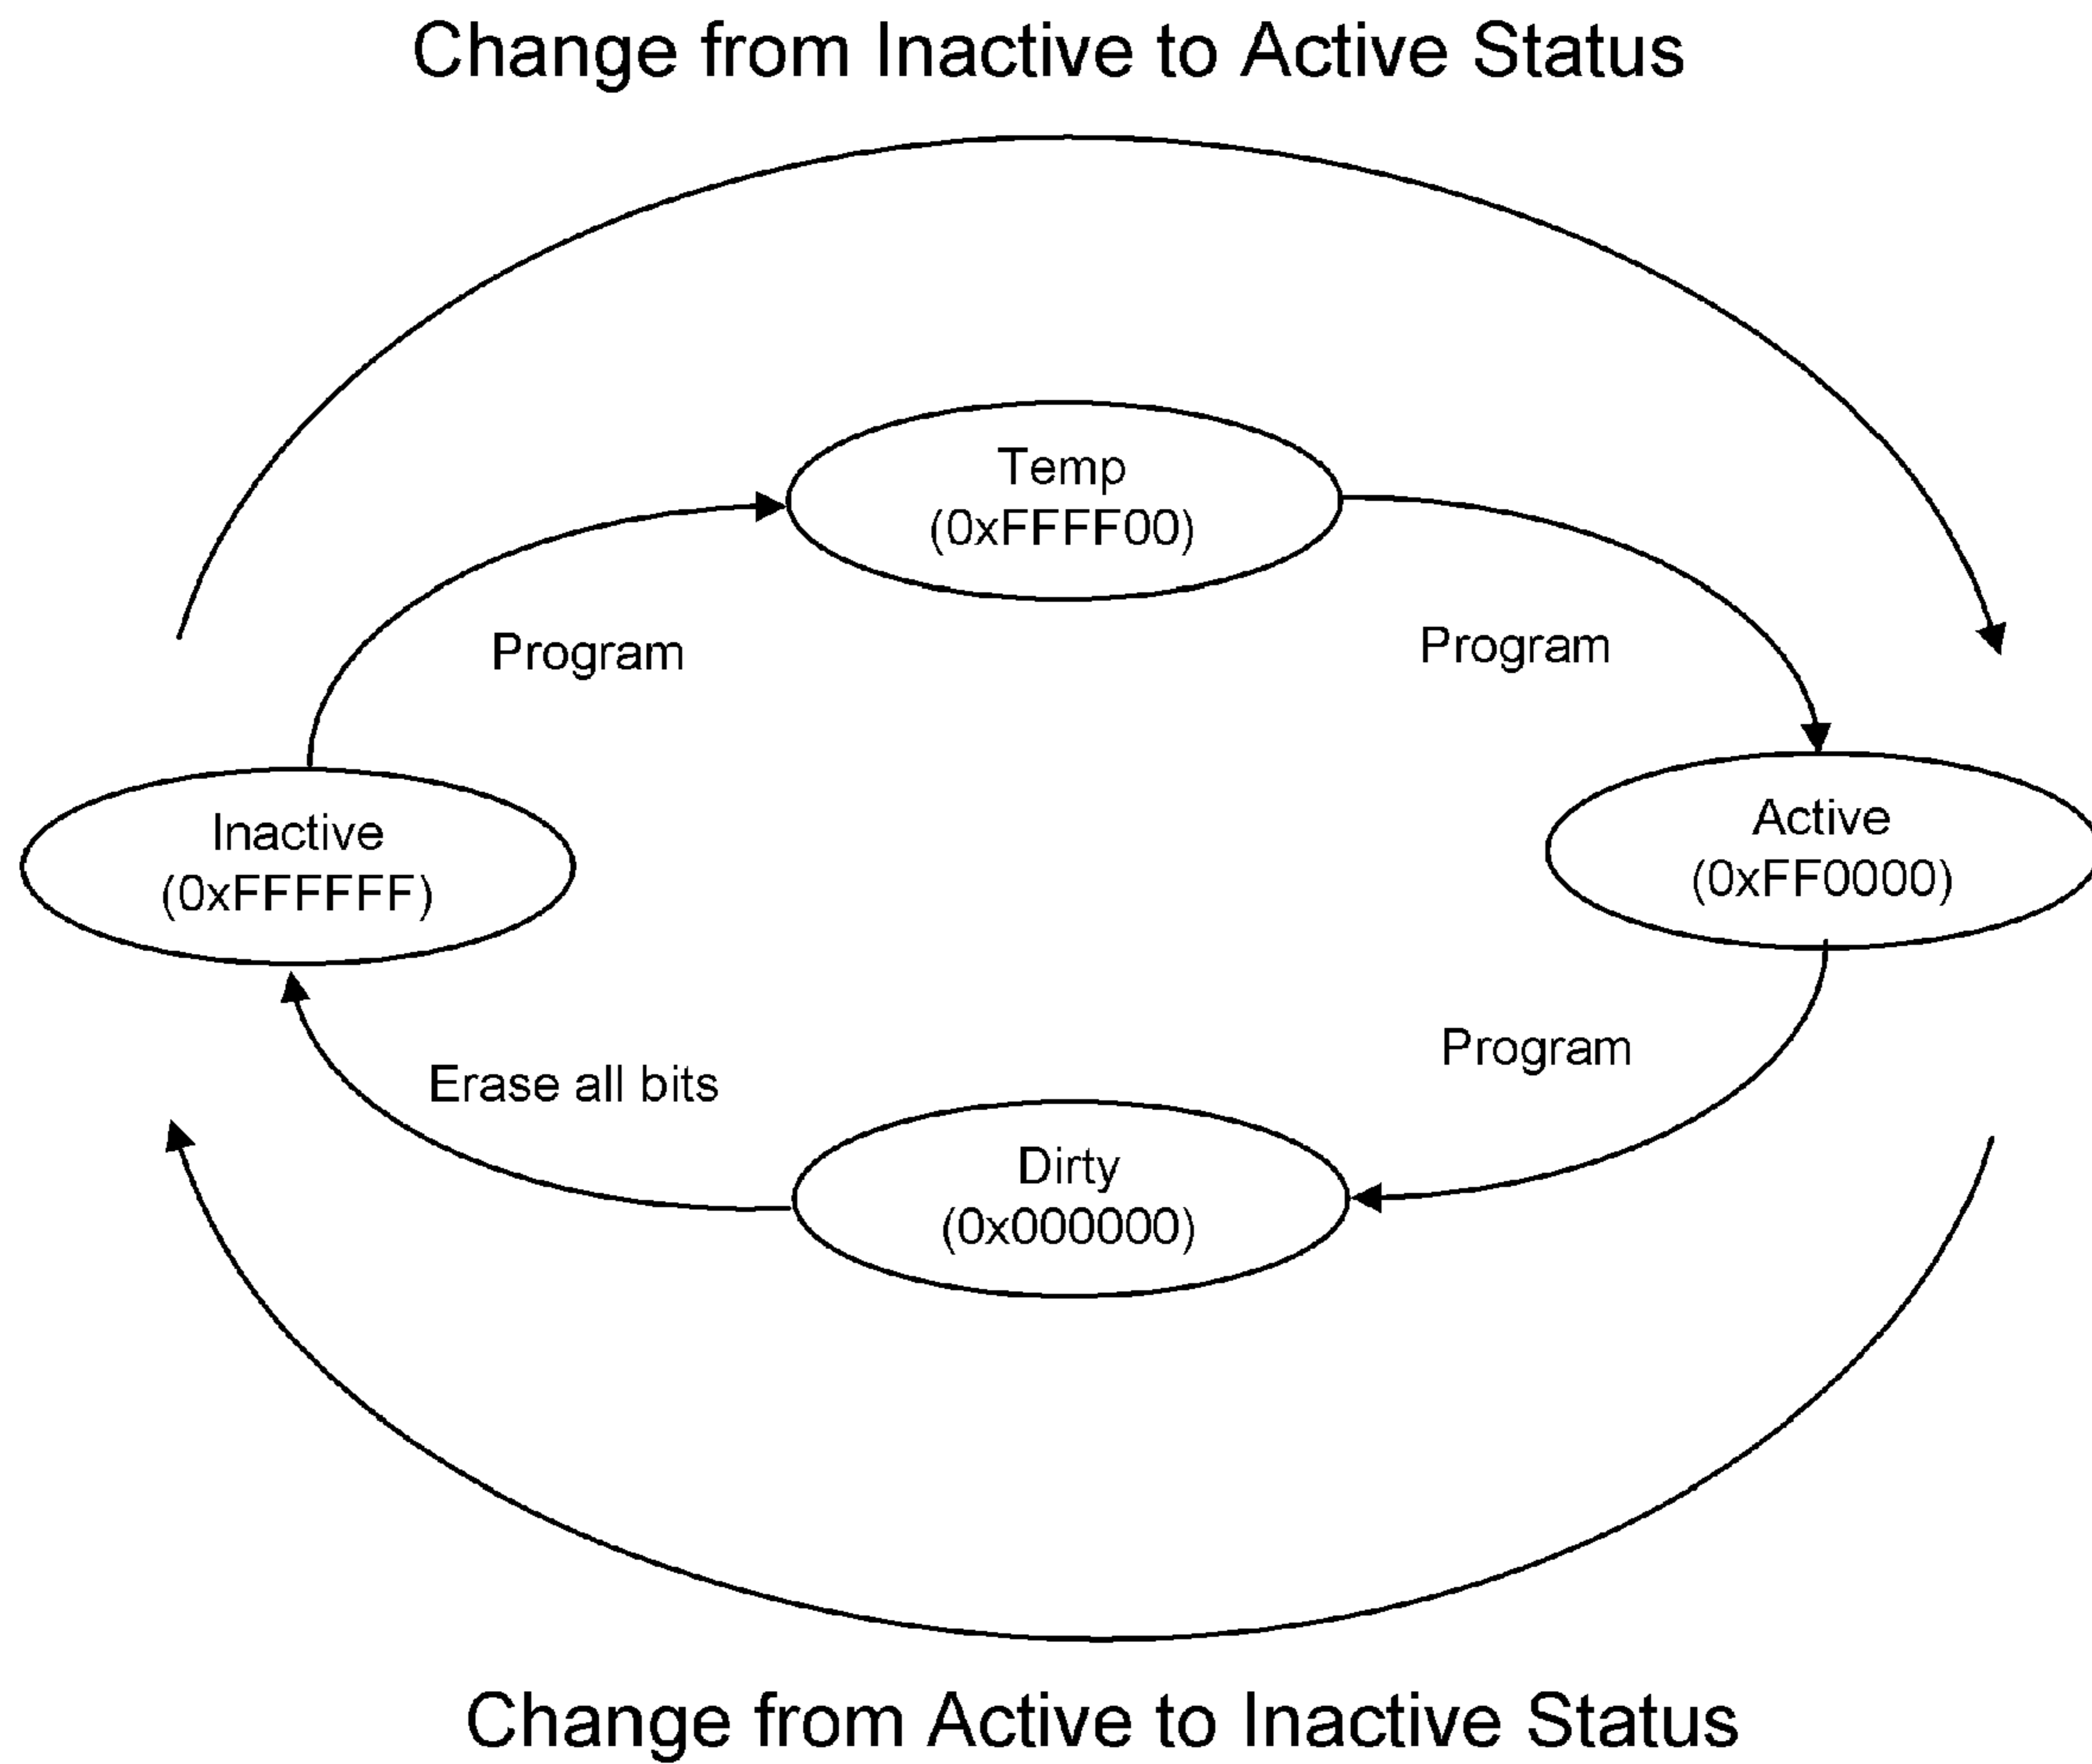 Change from Inactive to Active Status
Temp
(0xFFFF00)
Program
Program
Inactive
(0xFFFFFF)
Active
(0xFF0000)
Program
Erase all bits
Dirty
(0x000000)
Change from Active to Inactive Status